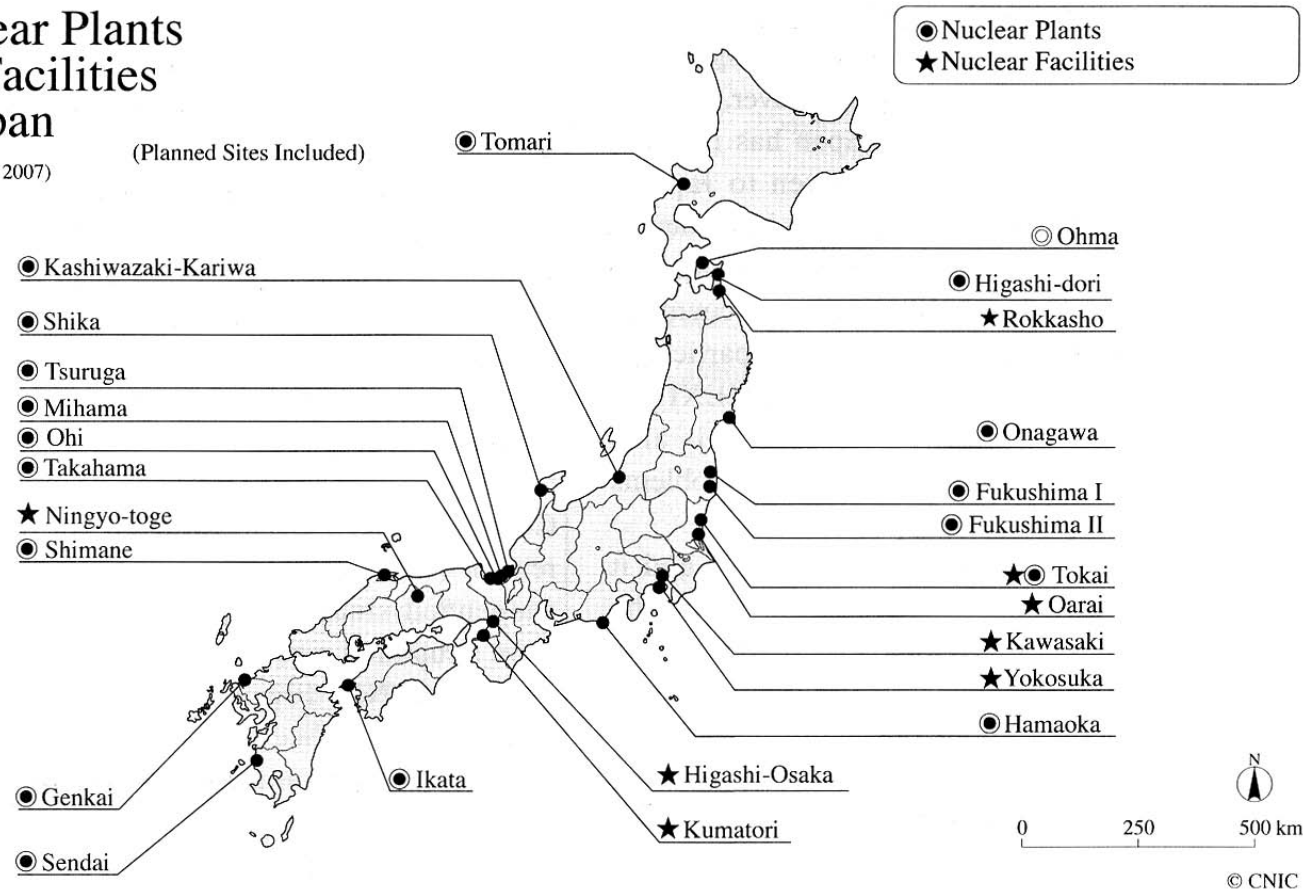 ear Plants
Facilities
pan
2007)
(Planned Sites Included)
Nuclear Plants
★Nuclear Facilities
Tomari
Ohma
Higashi-dori
★Rokkasho
Onagawa
Fukushima I
Fukushima II
★ Tokai
★ Oarai
★ Kawasaki
★ Yokosuka
Hamaoka
Kashiwazaki-Kariwa
Shika
Tsuruga
Mihama
Ohi
Takahama
★ Ningyo-toge
Shimane
Genkai
Sendai
Ikata
★ Higashi-Osaka
★ Kumatori
N
0 250 500 km
© CNIC